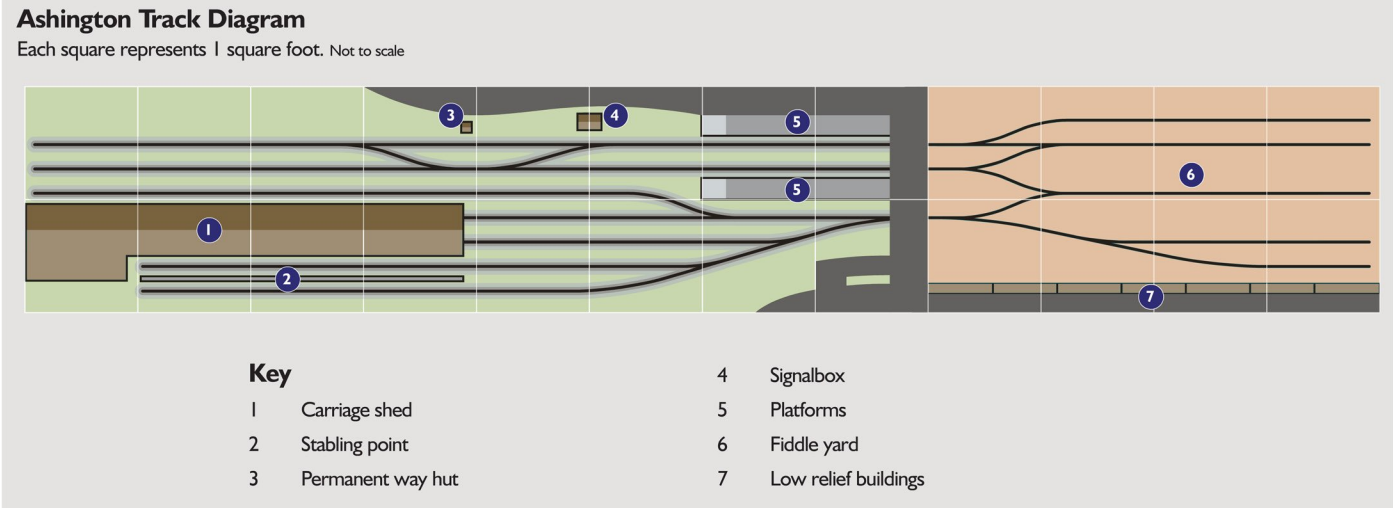 Ashington Track Diagram
Each square represents 1 square foot. Not to scale
3
4
5
5
6
1
2
7
Key
1 Carriage shed
2 Stabling point
3 Permanent way hut
4 Signalbox
5 Platforms
6 Fiddle yard
7 Low relief buildings